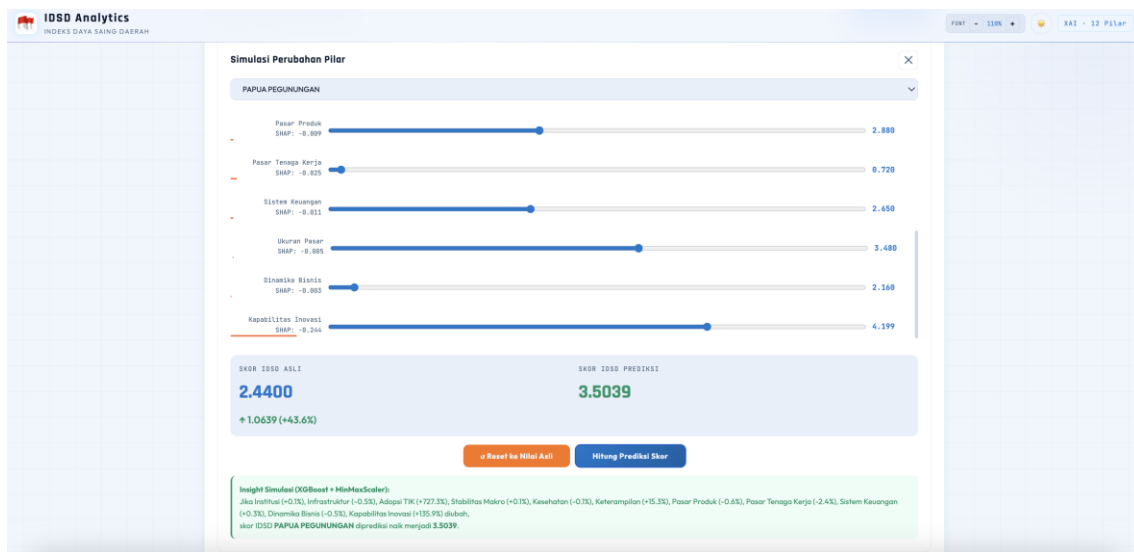 IDSD Analytics
INDEKS DAYA SAING DAERAH
FONT - 110% +
XAI · 12 Pilar
Simulasi Perubahan Pilar
PAPUA PEGUNUNGAN
Pasar Produk
SHAP: -0.009
2.880
Pasar Tenaga Kerja
SHAP: -0.025
0.720
Sistem Keuangan
SHAP: -0.011
2.650
Ukuran Pasar
SHAP: -0.005
3.480
Dinamika Bisnis
SHAP: -0.003
2.160
Kapabilitas Inovasi
SHAP: -0.244
4.199
SKOR IDSD ASLI
SKOR IDSD PREDIKSI
2.4400
3.5039
↑ 1.0639 (+43.6%)
↺ Reset ke Nilai Asli
Hitung Prediksi Skor
Insight Simulasi (XGBoost + MinMaxScaler):
Jika Institusi (+0.1%), Infrastruktur (-0.5%), Adopsi TIK (+727.3%), Stabilitas Makro (+0.1%), Kesehatan (-0.1%), Keterampilan (+15.3%), Pasar Produk (-0.6%), Pasar Tenaga Kerja (-2.4%), Sistem Keuangan
(+0.3%), Dinamika Bisnis (-0.5%), Kapabilitas Inovasi (+135.9%) diubah,
skor IDSD PAPUA PEGUNUNGAN diprediksi naik menjadi 3.5039.